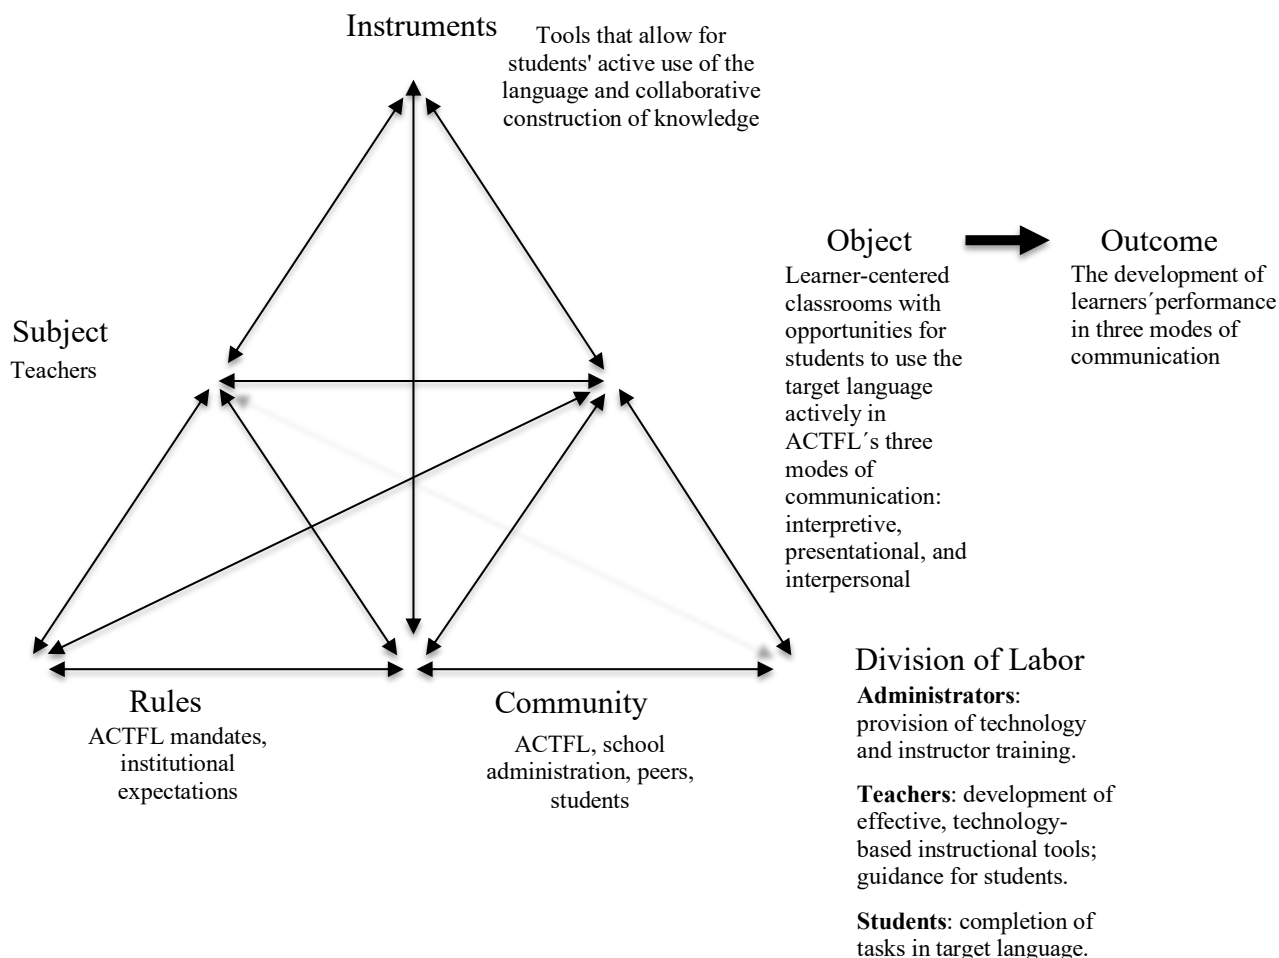 Instruments
Tools that allow for
students' active use of the
language and collaborative
construction of knowledge
Object
Learner-centered
classrooms with
opportunities for
students to use the
target language
actively in
ACTFL´s three
modes of
communication:
interpretive,
presentational, and
interpersonal
Outcome
The development of
learners´performance
in three modes of
communication
Subject
Teachers
Rules
ACTFL mandates,
institutional
expectations
Community
ACTFL, school
administration, peers,
students
Division of Labor
Administrators:
provision of technology
and instructor training.
Teachers: development of
effective, technology-
based instructional tools;
guidance for students.
Students: completion of
tasks in target language.